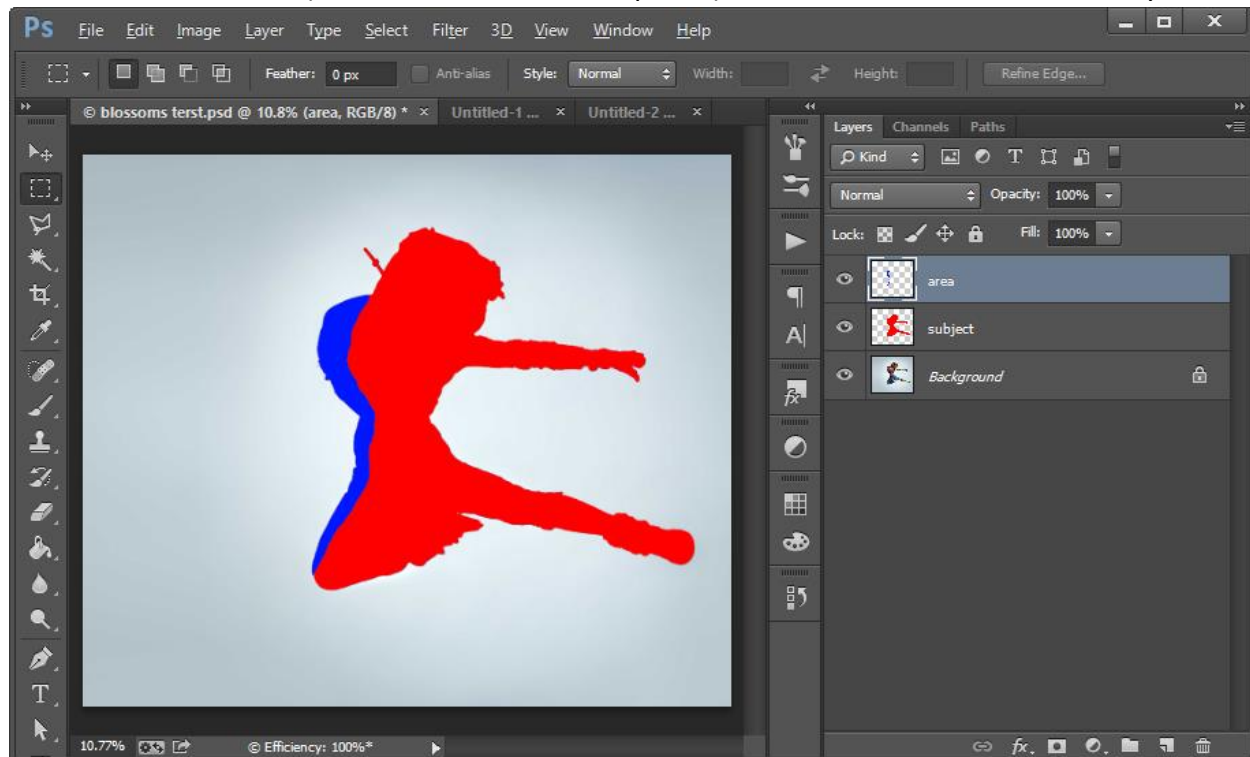 Ps File Edit Image Layer Type Select Filter 3D View Window Help
Feather: 0 px Anti-alias Style: Normal Width: Height: Refine Edge...
© blossoms terst.psd @ 10.8% (area, RGB/8) * × Untitled-1 ... × Untitled-2 ... ×
Layers Channels Paths
Kind
Normal Opacity: 100%
Lock: Fill: 100%
area
subject
Background
10.77% © Efficiency: 100%*